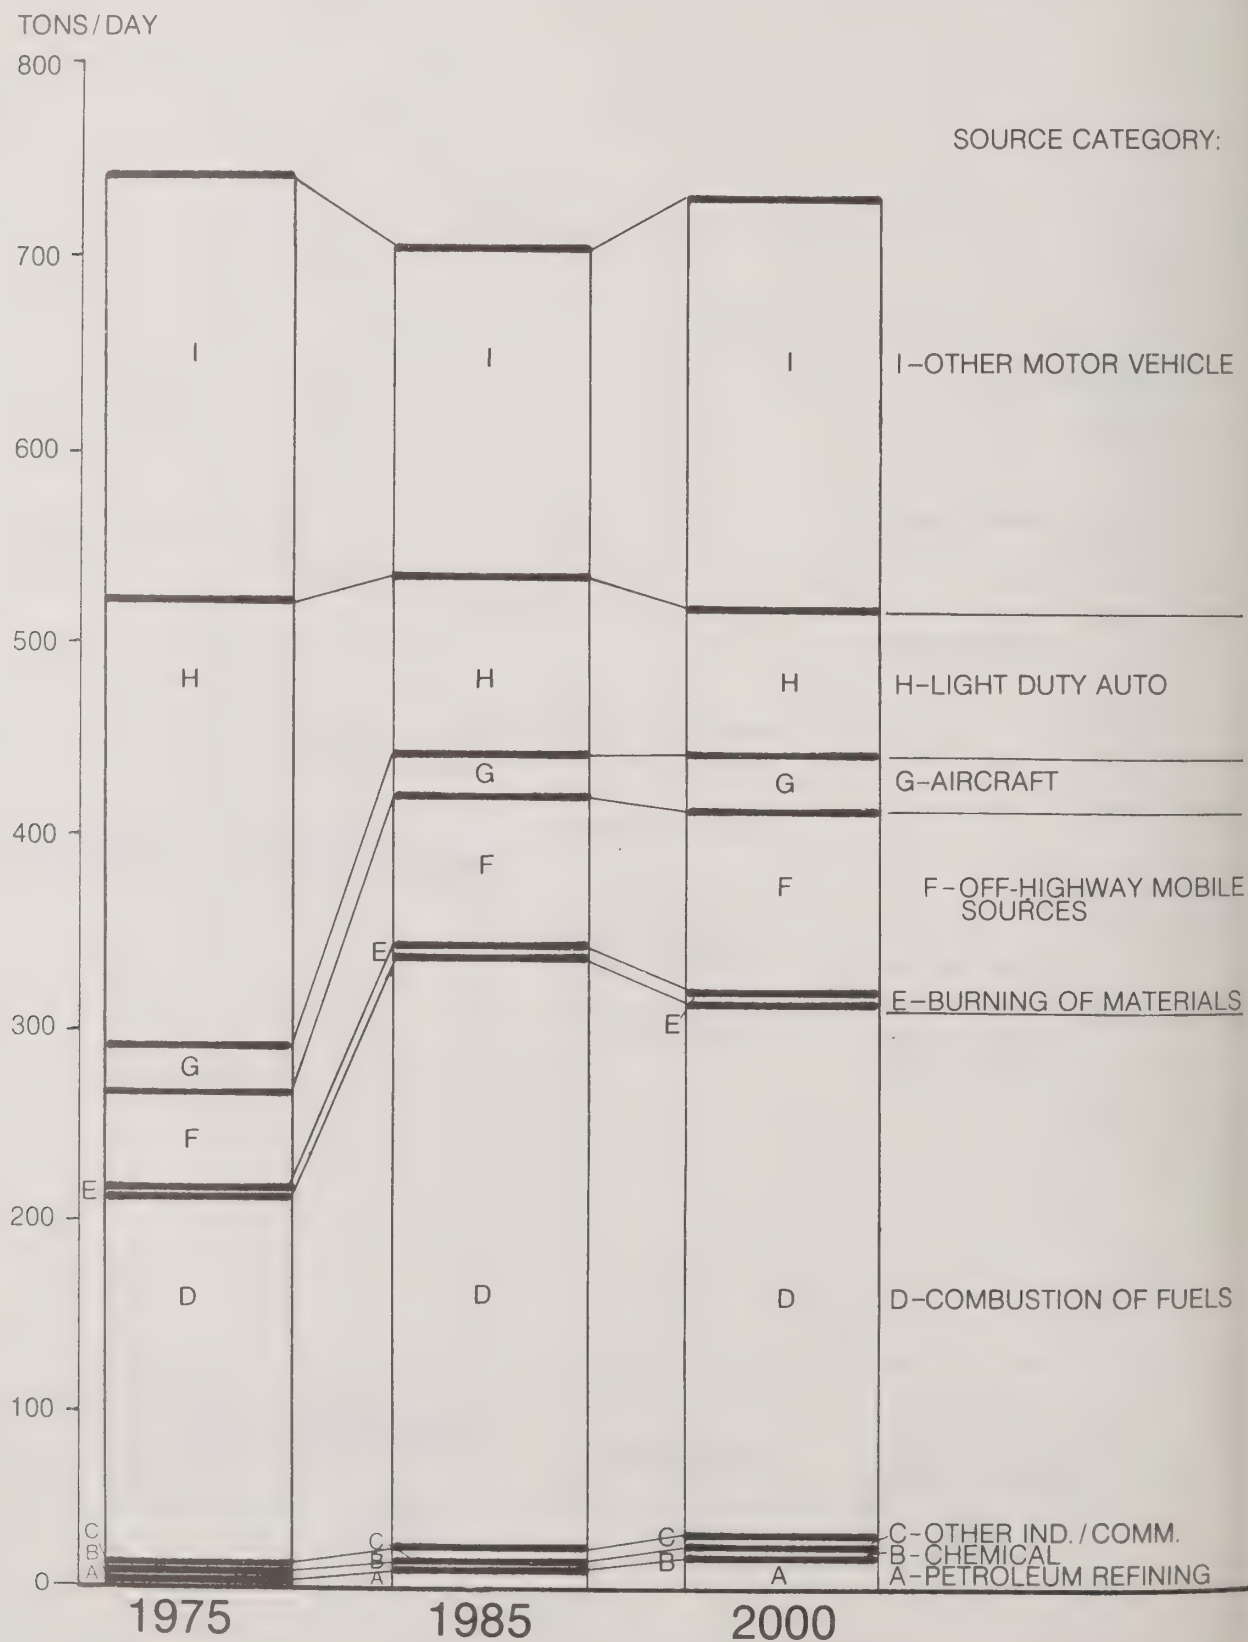 TONS/DAY
800
SOURCE CATEGORY:
700
I
I
I
I-OTHER MOTOR VEHICLE
600
500
H
H
H
H-LIGHT DUTY AUTO
G
G
G-AIRCRAFT
400
F
F
F-OFF-HIGHWAY MOBILE
SOURCES
E
E-BURNING OF MATERIALS
300
E
G
F
E
200
D
D
D
D-COMBUSTION OF FUELS
100
C
C
C
C-OTHER IND./COMM.
B
B
B
B-CHEMICAL
A
A
A
A-PETROLEUM REFINING
0
1975
1985
2000